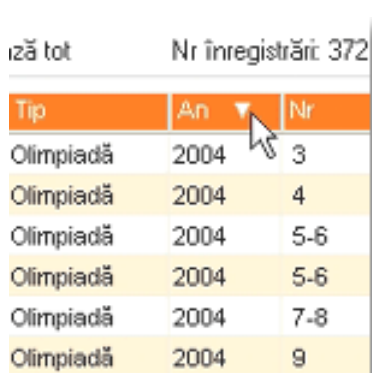 ază tot Nr înregistrări: 372
Tip An Nr
Olimpiadă 2004 3
Olimpiadă 2004 4
Olimpiadă 2004 5-6
Olimpiadă 2004 5-6
Olimpiadă 2004 7-8
Olimpiadă 2004 9